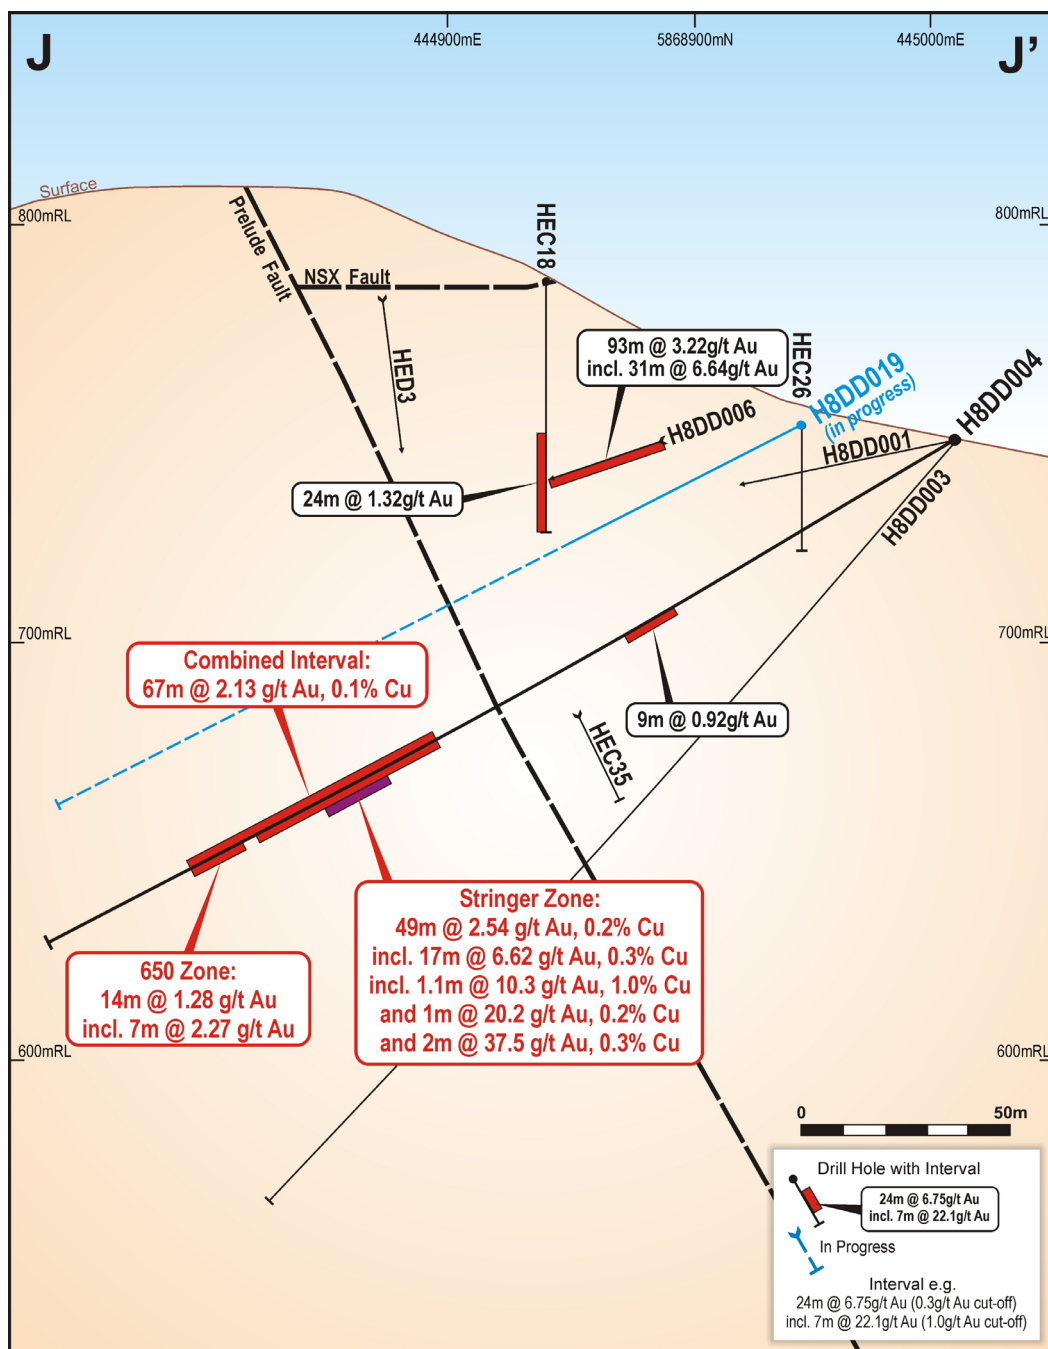 J
J’
444900mE
5868900mN
445000mE
Surface
800mRL
800mRL
Prelude Fault
NSX Fault
HEC18
HED3
93m @ 3.22g/t Au
incl. 31m @ 6.64g/t Au
HEC26
H8DD019
(in progress)
H8DD004
H8DD006
H8DD001
H8DD003
24m @ 1.32g/t Au
700mRL
700mRL
Combined Interval:
67m @ 2.13 g/t Au, 0.1% Cu
9m @ 0.92g/t Au
HEC35
Stringer Zone:
49m @ 2.54 g/t Au, 0.2% Cu
incl. 17m @ 6.62 g/t Au, 0.3% Cu
incl. 1.1m @ 10.3 g/t Au, 1.0% Cu
and 1m @ 20.2 g/t Au, 0.2% Cu
and 2m @ 37.5 g/t Au, 0.3% Cu
650 Zone:
14m @ 1.28 g/t Au
incl. 7m @ 2.27 g/t Au
600mRL
600mRL
0
50m
Drill Hole with Interval
24m @ 6.75g/t Au
incl. 7m @ 22.1g/t Au
In Progress
Interval e.g.
24m @ 6.75g/t Au (0.3g/t Au cut-off)
incl. 7m @ 22.1g/t Au (1.0g/t Au cut-off)